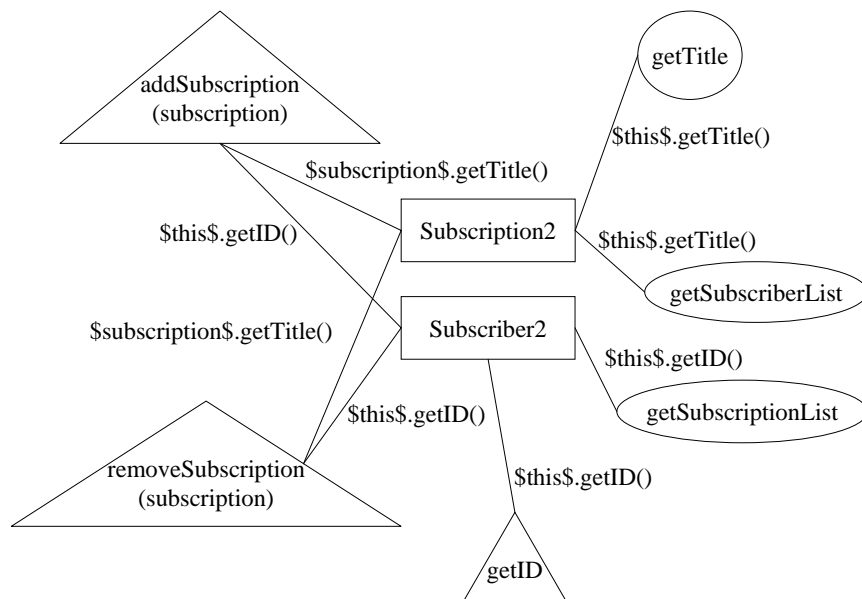 getTitle
addSubscription
(subscription)
$this$.getTitle()
$subscription$.getTitle()
$this$.getID()
Subscription2
$this$.getTitle()
getSubscriberList
$subscription$.getTitle()
Subscriber2
$this$.getID()
getSubscriptionList
$this$.getID()
removeSubscription
(subscription)
$this$.getID()
getID